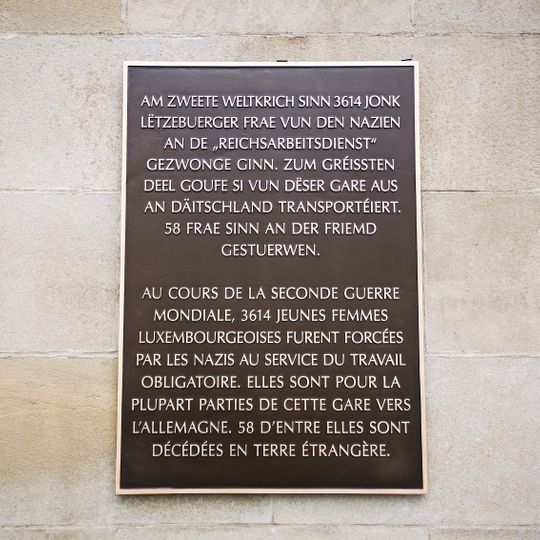 AM ZWEETE WELTKRICH SINN 3614 JONK
LËTZEBUERGER FRAE VUN DEN NAZIEN
AN DE „REICHSARBEITSDIENST“
GEZWONGE GINN. ZUM GRÉISSTEN
DEEL GOUFE SI VUN DËSER GARE AUS
AN DÄITSCHLAND TRANSPORTÉIERT.
58 FRAE SINN AN DER FRIEMD
GESTUERWEN.
AU COURS DE LA SECONDE GUERRE
MONDIALE, 3614 JEUNES FEMMES
LUXEMBOURGEOISES FURENT FORCÉES
PAR LES NAZIS AU SERVICE DU TRAVAIL
OBLIGATOIRE. ELLES SONT POUR LA
PLUPART PARTIES DE CETTE GARE VERS
L’ALLEMAGNE. 58 D’ENTRE ELLES SONT
DÉCÉDÉES EN TERRE ÉTRANGÈRE.